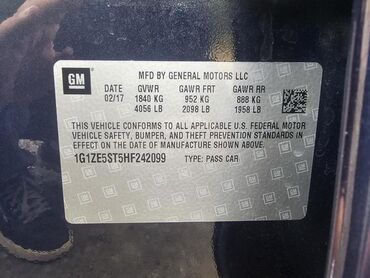 GM
MFD BY GENERAL MOTORS LLC
DATE GVWR GAWR FRT GAWR RR
02/17 1840 KG 952 KG 888 KG
4056 LB 2098 LB 1958 LB
THIS VEHICLE CONFORMS TO ALL APPLICABLE U.S. FEDERAL MOTOR
VEHICLE SAFETY, BUMPER, AND THEFT PREVENTION STANDARDS IN
EFFECT ON THE DATE OF MANUFACTURE SHOWN ABOVE.
1G1ZE5ST5HF242099
TYPE: PASS CAR